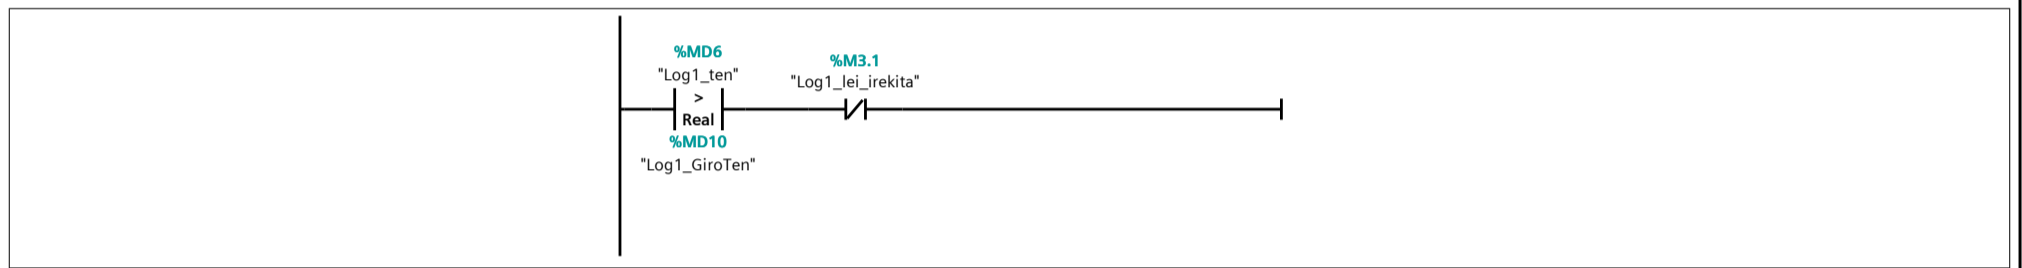 %MD6
"Log1_ten"
>
Real
%MD10
"Log1_GiroTen"
%M3.1
"Log1_lei_irekita"